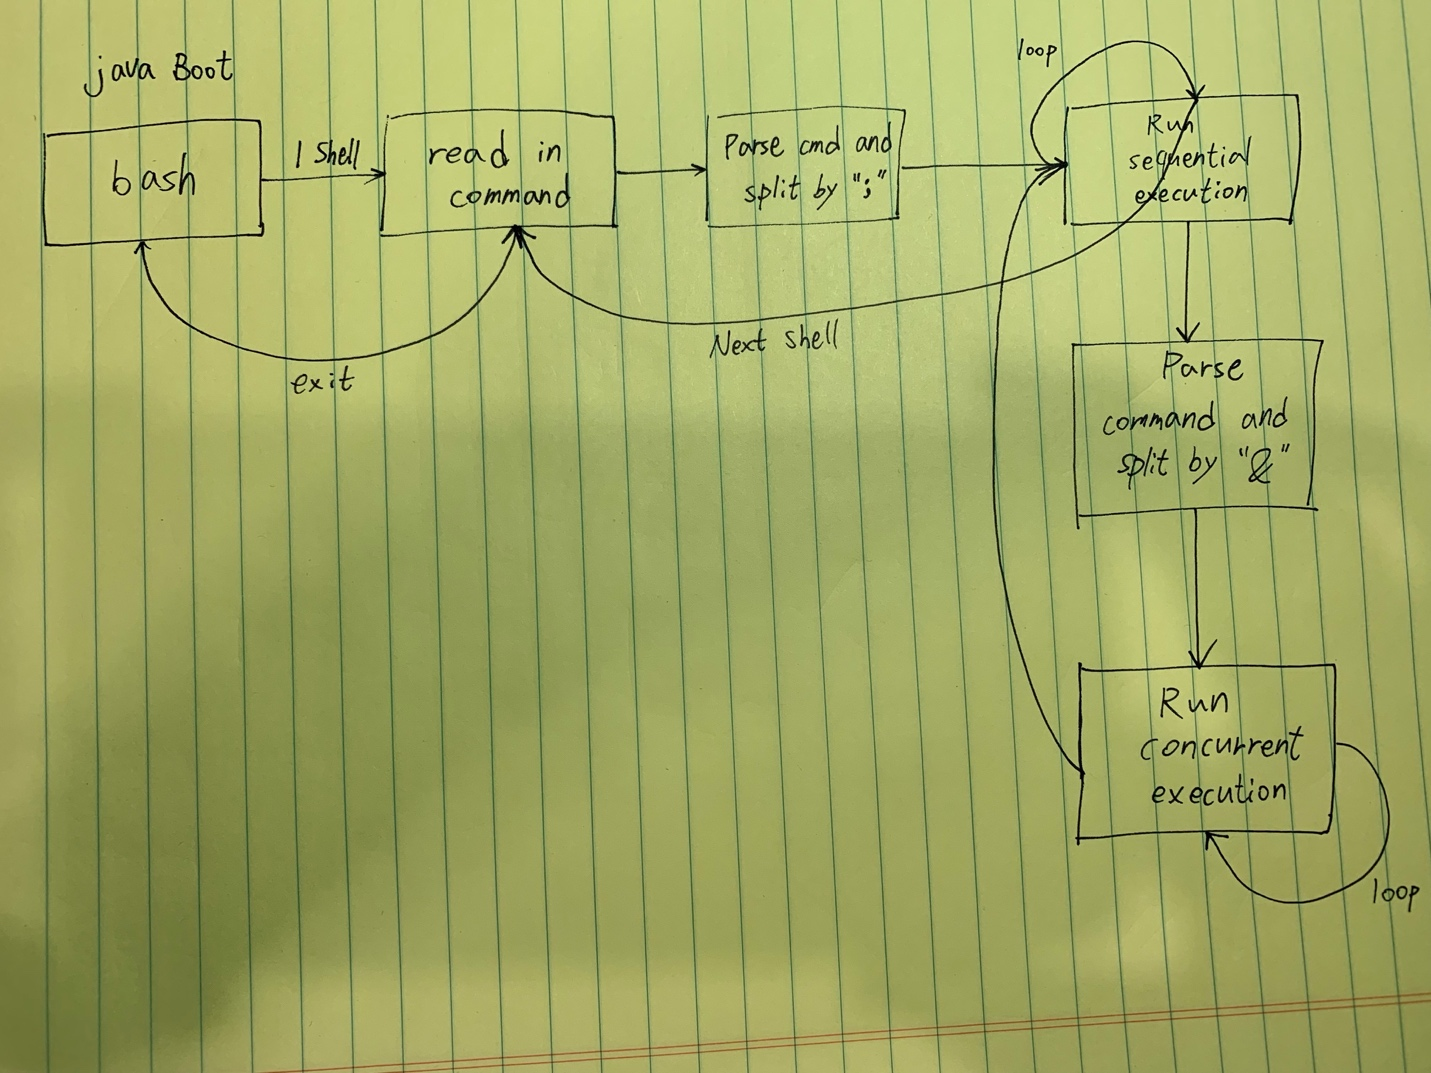 java Boot
bash
1 Shell
read in
command
Parse cmd and
split by ";"
loop
Run
sequential
execution
exit
Next shell
Parse
command and
split by "&"
Run
concurrent
execution
loop